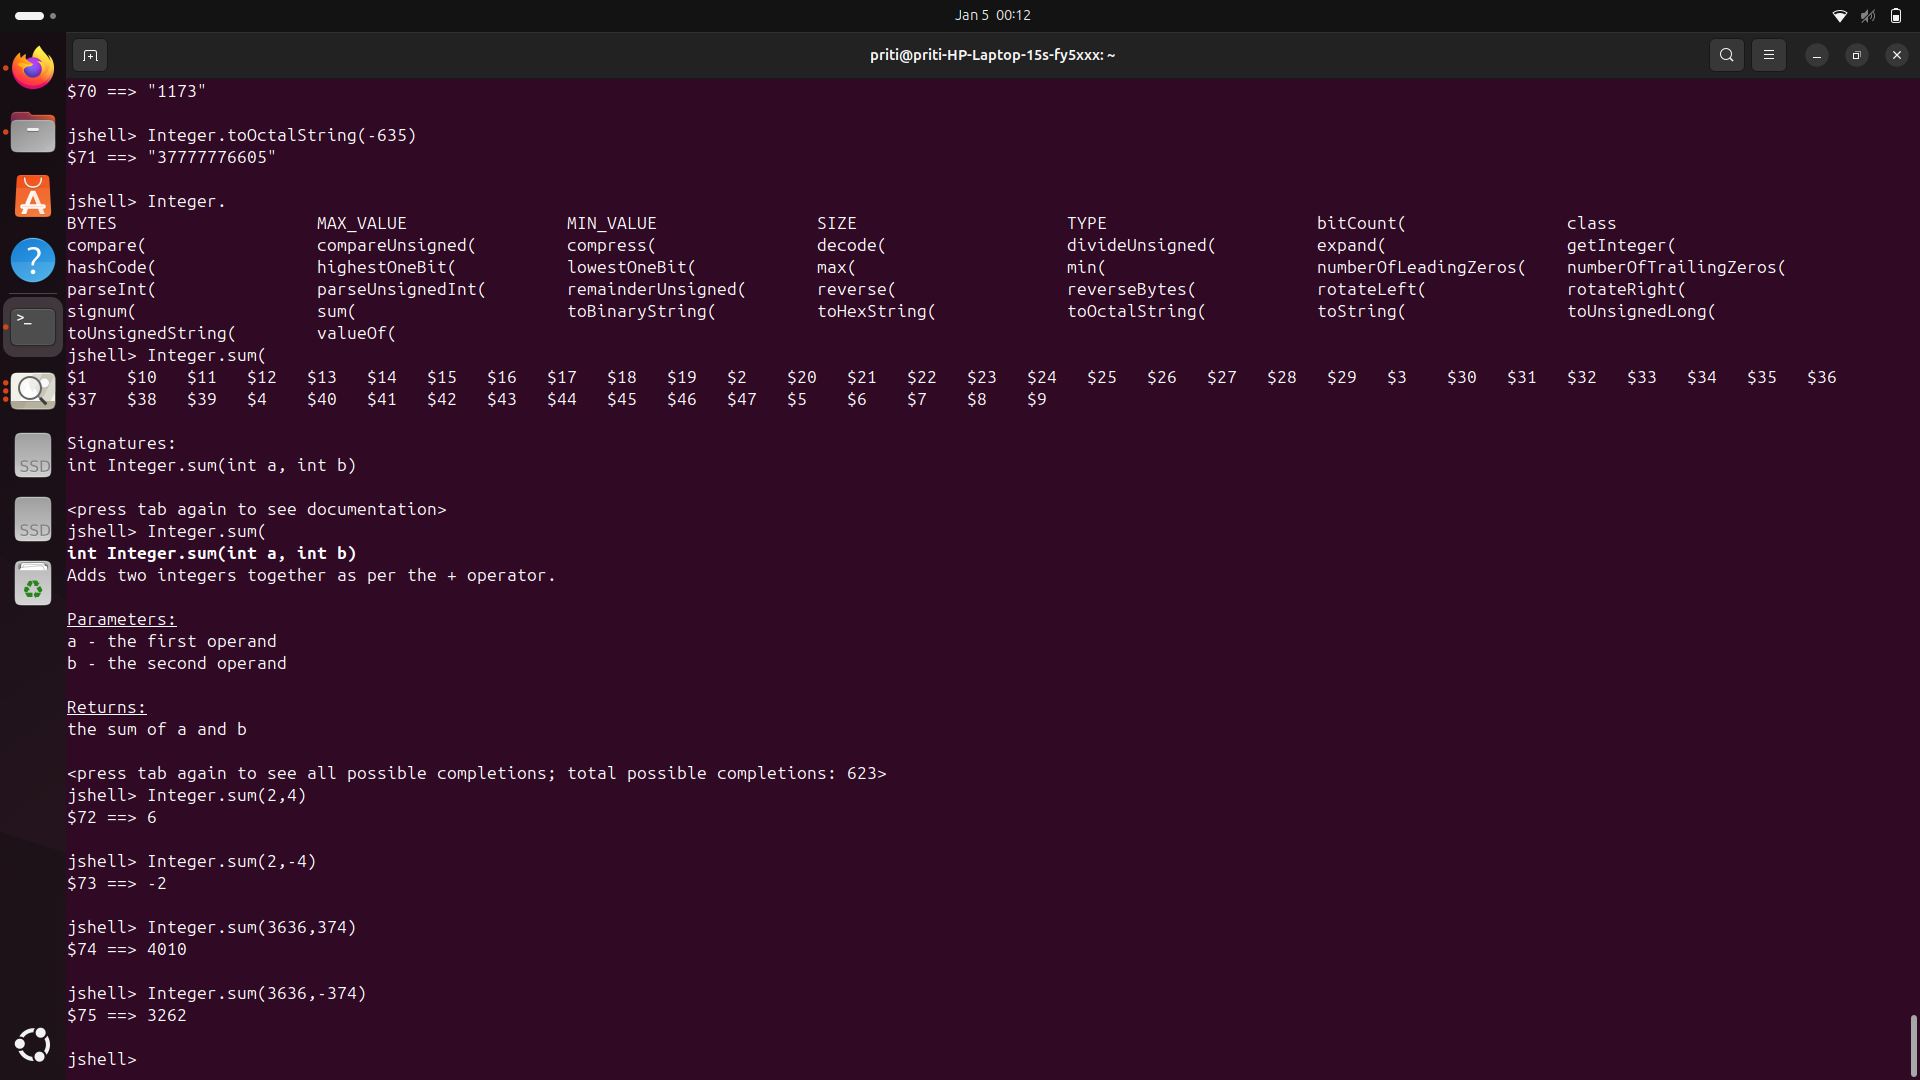 Jan 5 00:12
priti@priti-HP-Laptop-15s-fy5xxx: ~
$70 ==> "1173"
jshell> Integer.toOctalString(-635)
$71 ==> "37777776605"
jshell> Integer.
BYTES MAX_VALUE MIN_VALUE SIZE TYPE bitCount( class
compare( compareUnsigned( compress( decode( divideUnsigned( expand( getInteger(
hashCode( highestOneBit( lowestOneBit( max( min( numberOfLeadingZeros( numberOfTrailingZeros(
parseInt( parseUnsignedInt( remainderUnsigned( reverse( reverseBytes( rotateLeft( rotateRight(
signum( sum( toBinaryString( toHexString( toOctalString( toString( toUnsignedLong(
toUnsignedString( valueOf(
jshell> Integer.sum(
$1 $10 $11 $12 $13 $14 $15 $16 $17 $18 $19 $2 $20 $21 $22 $23 $24 $25 $26 $27 $28 $29 $3 $30 $31 $32 $33 $34 $35 $36
$37 $38 $39 $4 $40 $41 $42 $43 $44 $45 $46 $47 $5 $6 $7 $8 $9
Signatures:
int Integer.sum(int a, int b)
<press tab again to see documentation>
jshell> Integer.sum(
int Integer.sum(int a, int b)
Adds two integers together as per the + operator.
Parameters:
a - the first operand
b - the second operand
Returns:
the sum of a and b
<press tab again to see all possible completions; total possible completions: 623>
jshell> Integer.sum(2,4)
$72 ==> 6
jshell> Integer.sum(2,-4)
$73 ==> -2
jshell> Integer.sum(3636,374)
$74 ==> 4010
jshell> Integer.sum(3636,-374)
$75 ==> 3262
jshell>
SSD
SSD